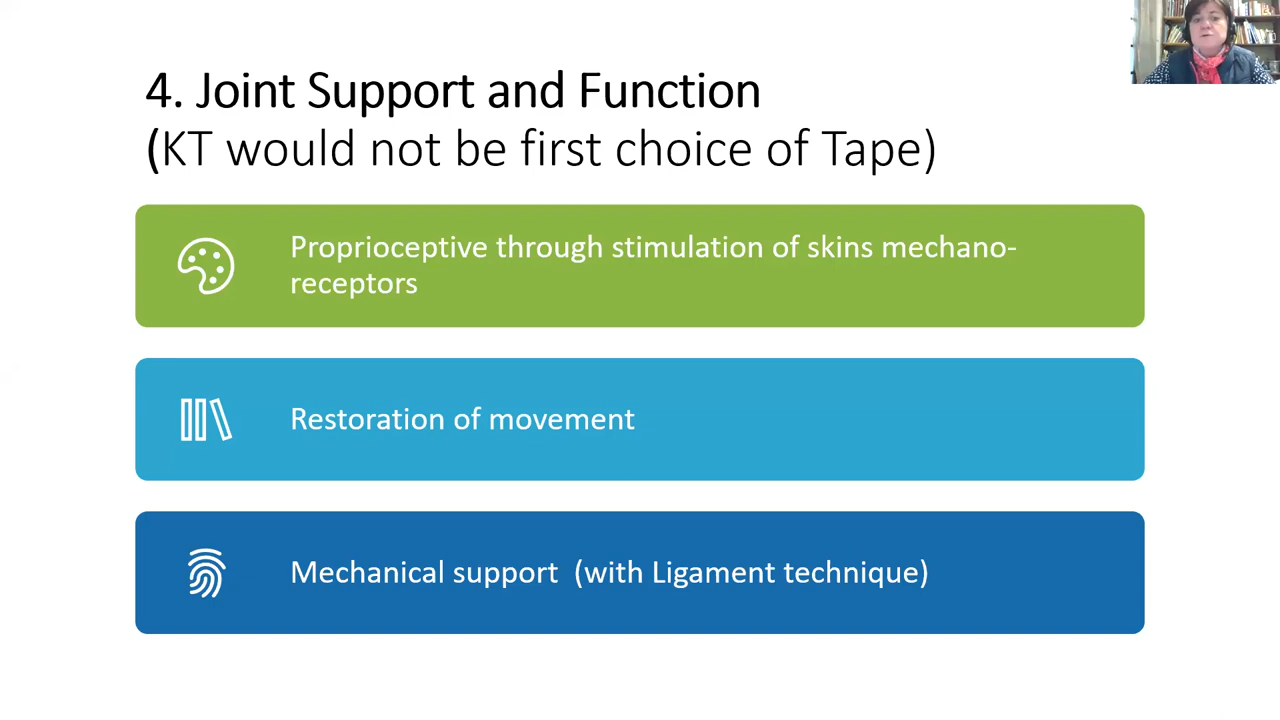 4. Joint Support and Function
(KT would not be first choice of Tape)
Proprioceptive through stimulation of skins mechano-
receptors
Restoration of movement
Mechanical support  (with Ligament technique)